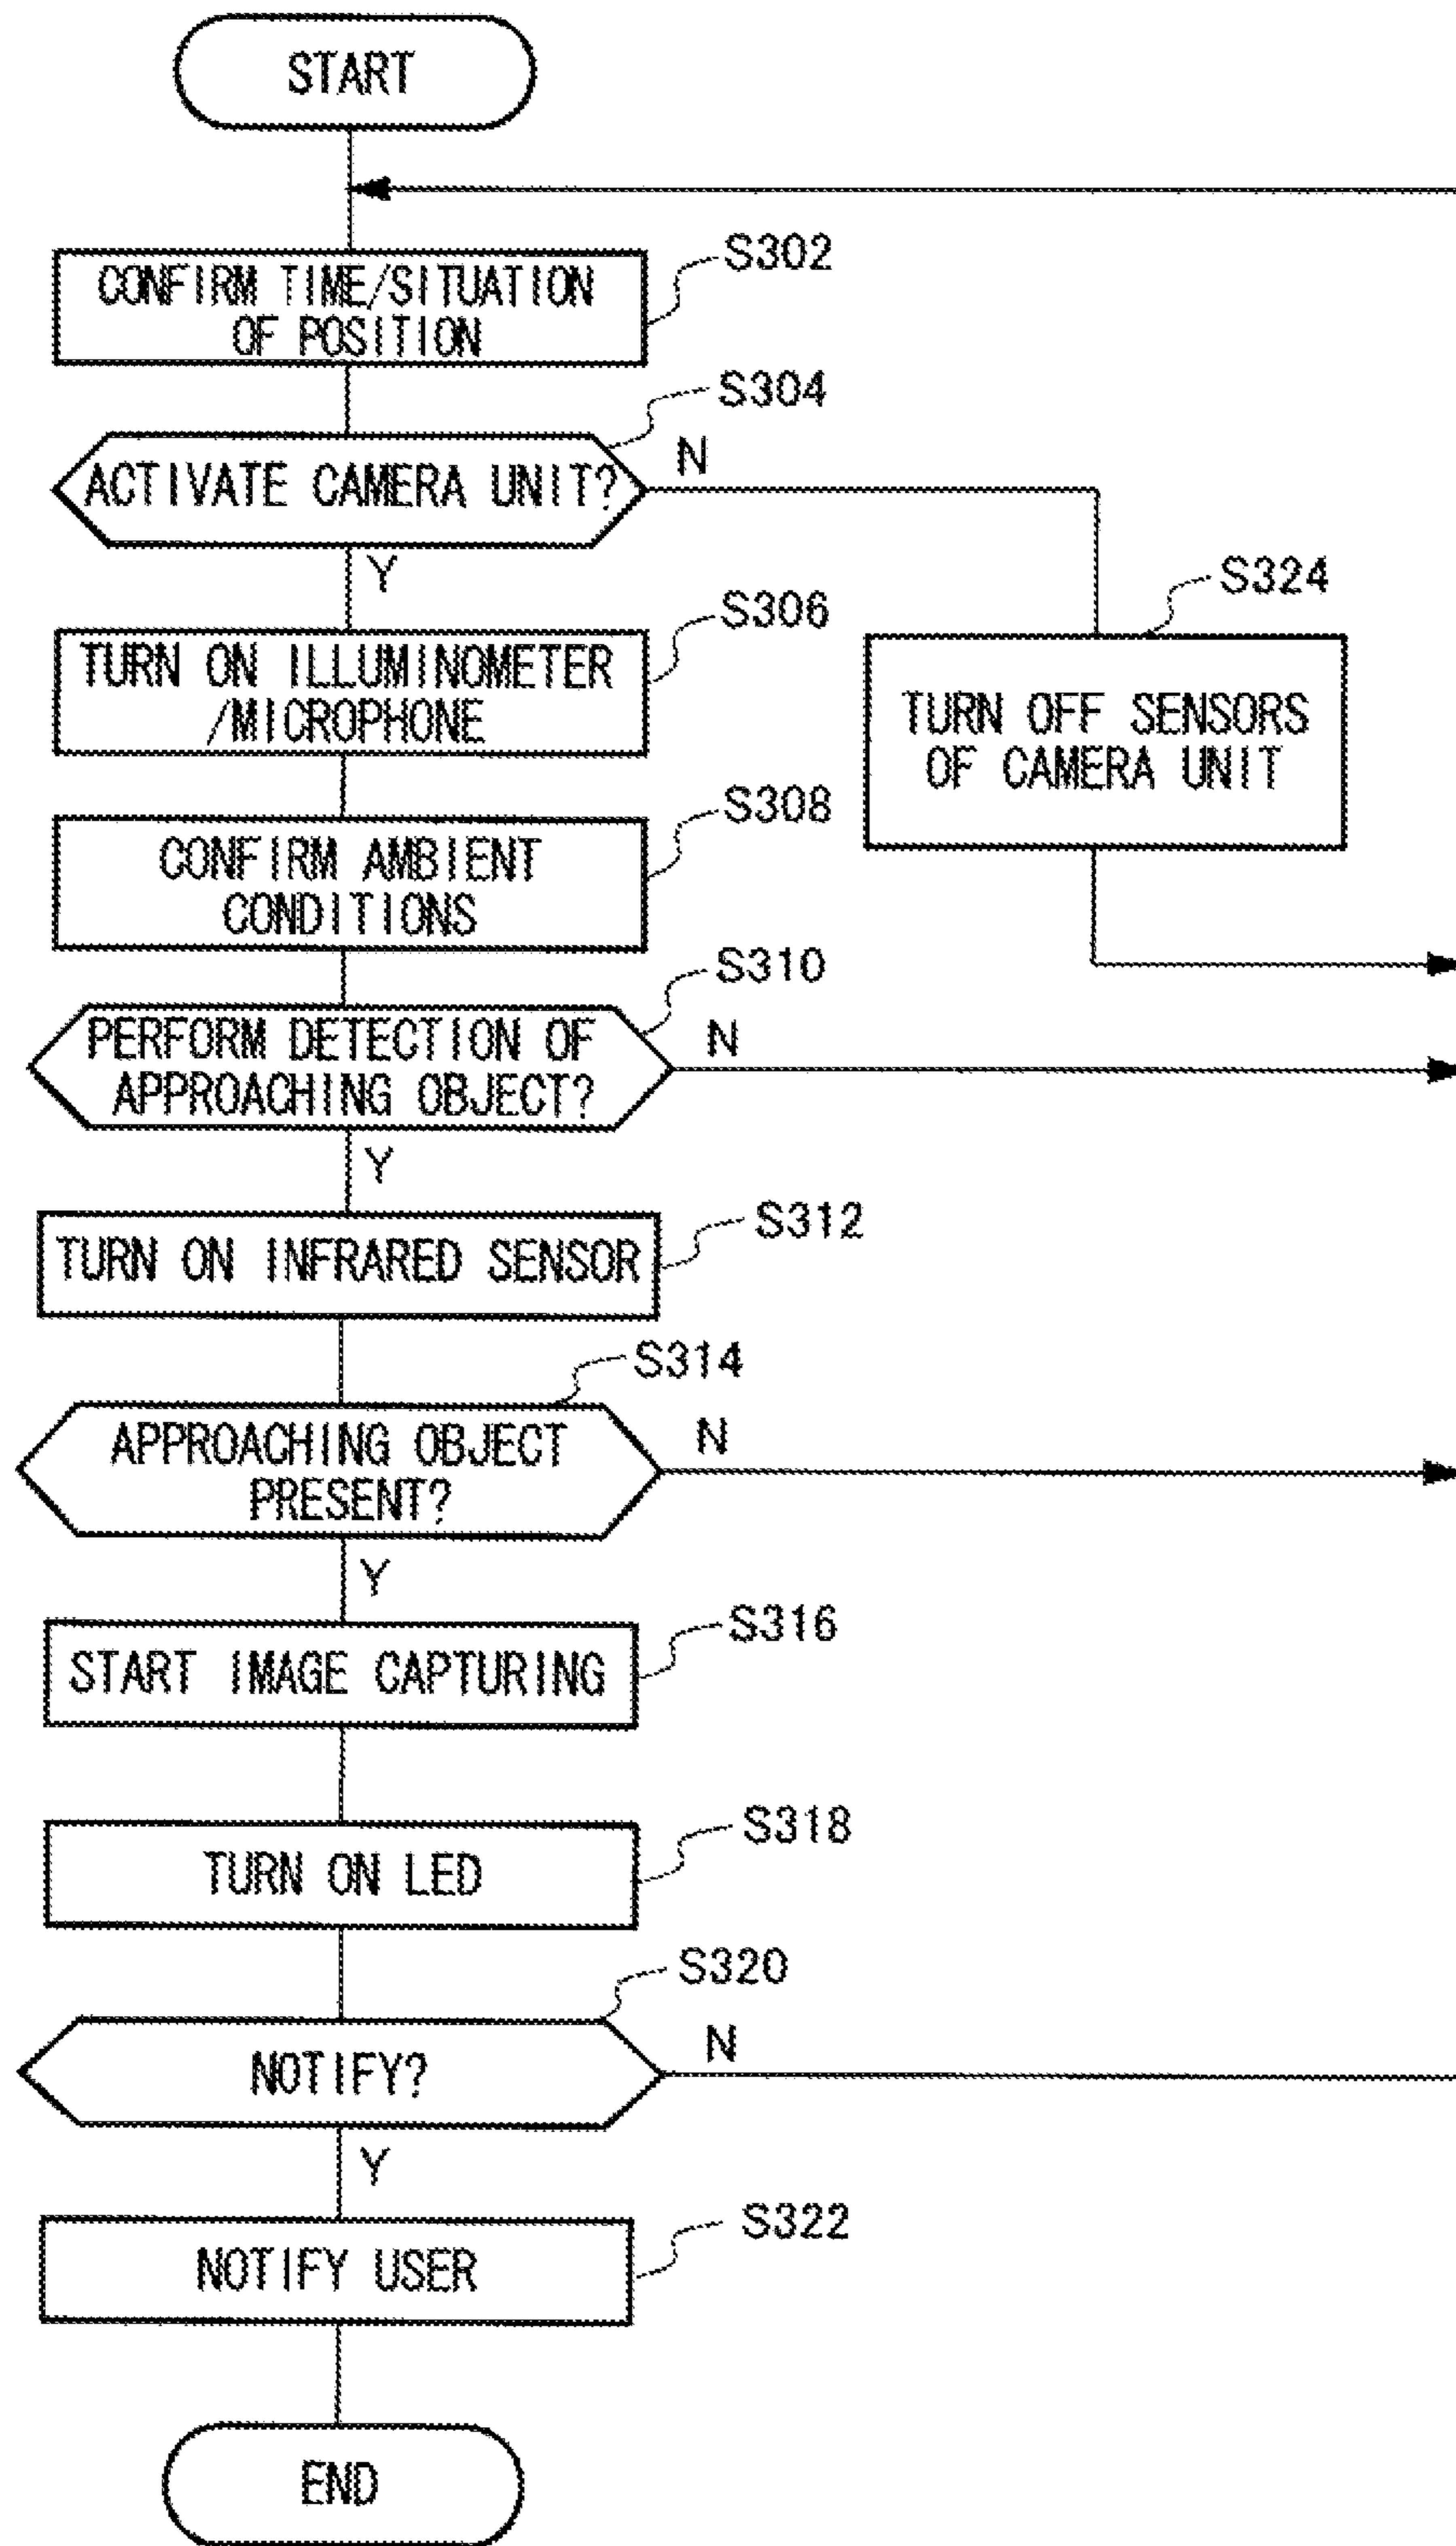 START
S302
CONFIRM TIME/SITUATION
OF POSITION
S304
ACTIVATE CAMERA UNIT?
N
Y
S324
TURN OFF SENSORS
OF CAMERA UNIT
S306
TURN ON ILLUMINOMETER
/MICROPHONE
S308
CONFIRM AMBIENT
CONDITIONS
S310
PERFORM DETECTION OF
APPROACHING OBJECT?
N
Y
S312
TURN ON INFRARED SENSOR
S314
APPROACHING OBJECT
PRESENT?
N
Y
S316
START IMAGE CAPTURING
S318
TURN ON LED
S320
NOTIFY?
N
Y
S322
NOTIFY USER
END